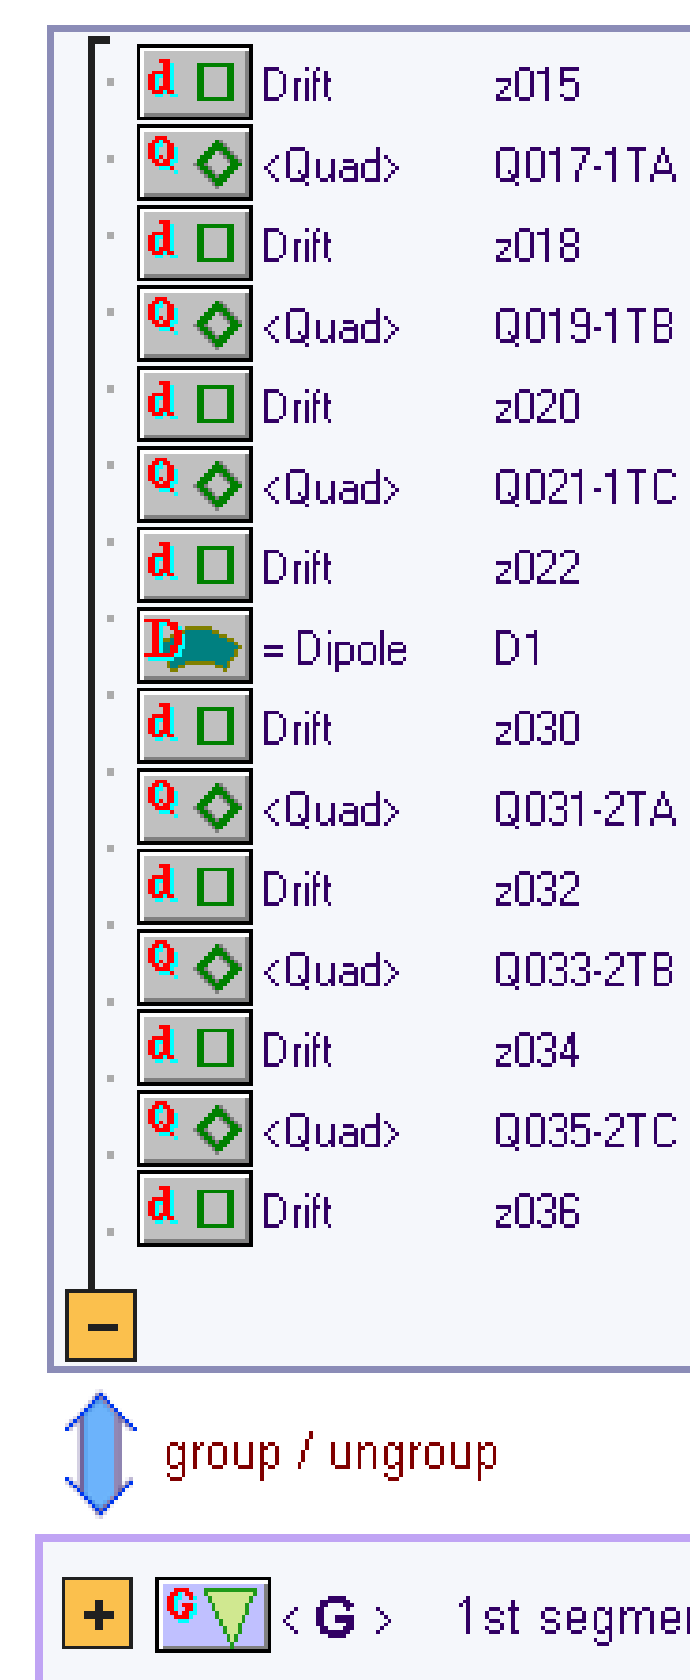 d Drift z015
Q <Quad> Q017-1TA
d Drift z018
Q <Quad> Q019-1TB
d Drift z020
Q <Quad> Q021-1TC
d Drift z022
D = Dipole D1
d Drift z030
Q <Quad> Q031-2TA
d Drift z032
Q <Quad> Q033-2TB
d Drift z034
Q <Quad> Q035-2TC
d Drift z036
−
group / ungroup
+ G < G > 1st segmer